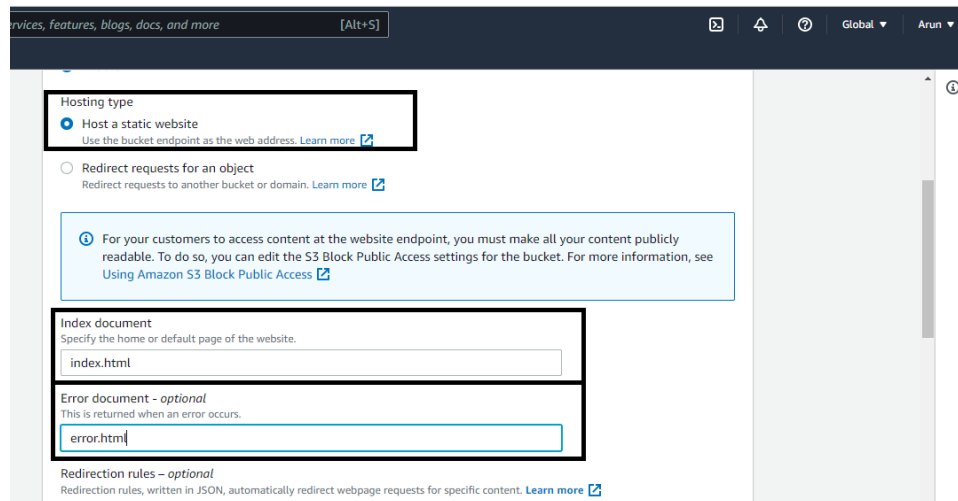 ervices, features, blogs, docs, and more [Alt+S] Global Arun
Hosting type
Host a static website
Use the bucket endpoint as the web address. Learn more
Redirect requests for an object
Redirect requests to another bucket or domain. Learn more
For your customers to access content at the website endpoint, you must make all your content publicly
readable. To do so, you can edit the S3 Block Public Access settings for the bucket. For more information, see
Using Amazon S3 Block Public Access
Index document
Specify the home or default page of the website.
index.html
Error document - optional
This is returned when an error occurs.
error.html
Redirection rules – optional
Redirection rules, written in JSON, automatically redirect webpage requests for specific content. Learn more